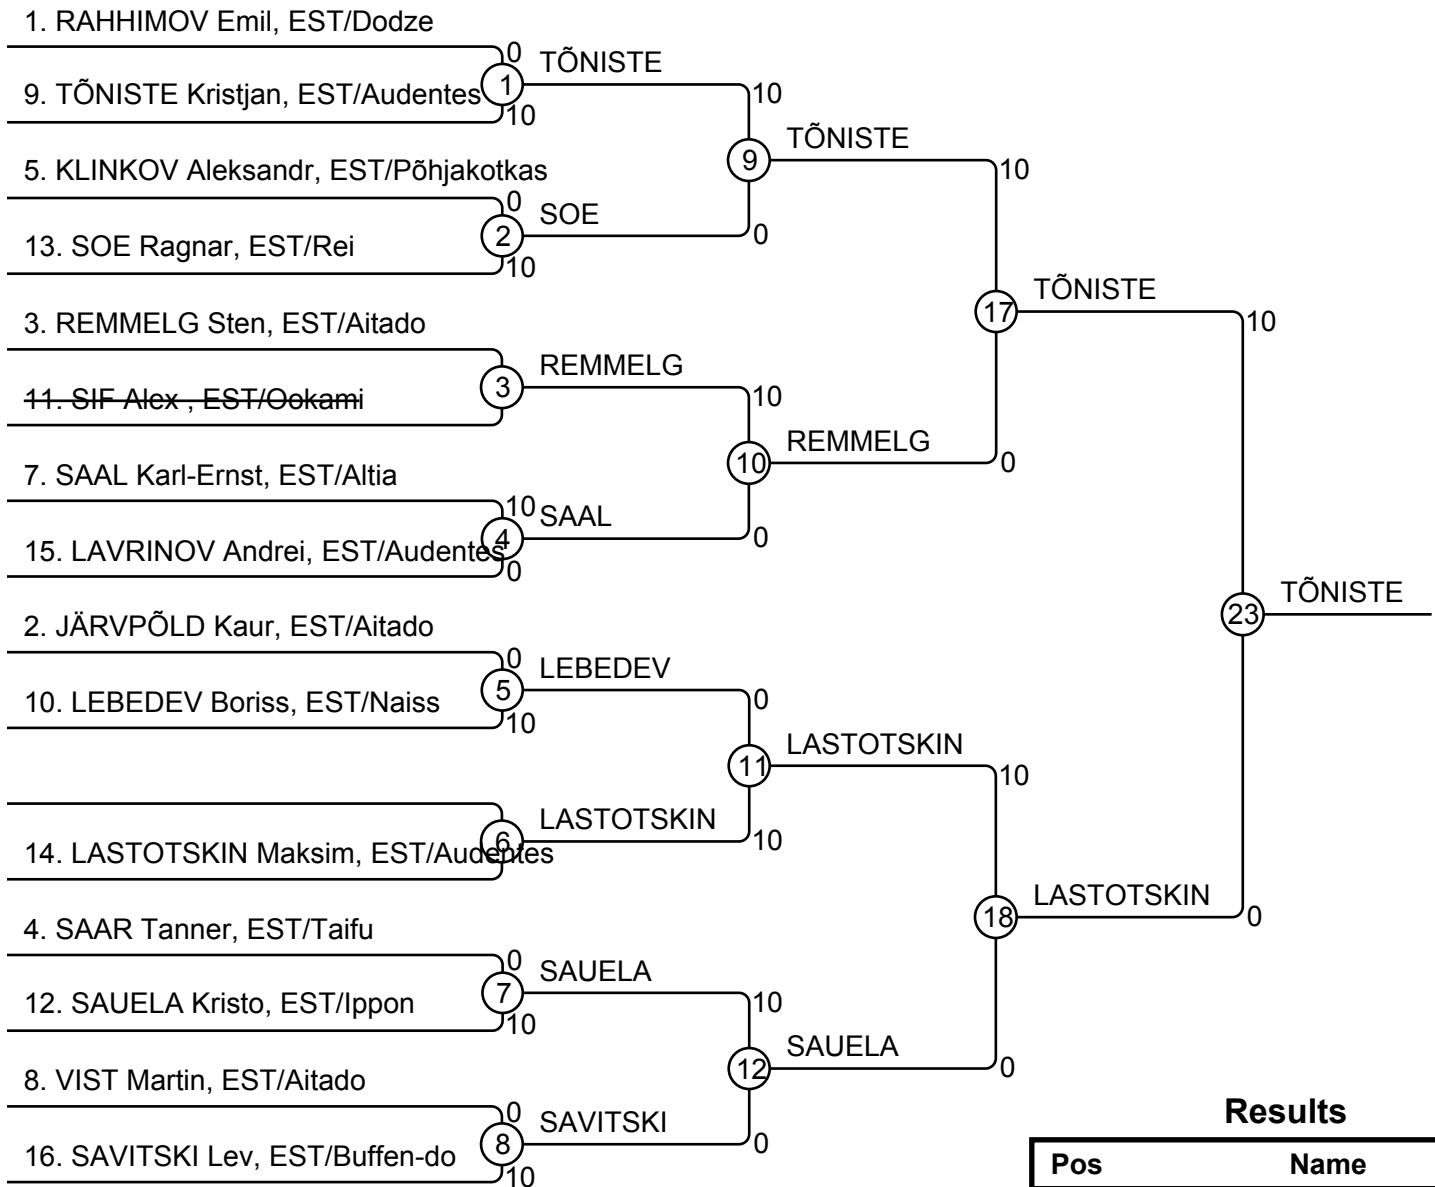 1. RAHHIMOV Emil, EST/Dodze
0
TÕNISTE
1
9. TÕNISTE Kristjan, EST/Audentes
10
10
TÕNISTE
9
5. KLINKOV Aleksandr, EST/Põhjakotkas
10
0
SOE
2
0
13. SOE Ragnar, EST/Rei
10
TÕNISTE
17
10
3. REMMELG Sten, EST/Aitado
REMMELG
3
10
11. SIF Alex , EST/Ookami
REMMELG
10
0
7. SAAL Karl-Ernst, EST/Altia
10
SAAL
4
0
15. LAVRINOV Andrei, EST/Audentes
0
TÕNISTE
23
2. JÄRVPÕLD Kaur, EST/Aitado
0
LEBEDEV
5
0
10. LEBEDEV Boriss, EST/Naiss
10
LASTOTSKIN
11
10
LASTOTSKIN
6
10
14. LASTOTSKIN Maksim, EST/Audentes
LASTOTSKIN
18
0
4. SAAR Tanner, EST/Taifu
0
SAUELA
7
10
12. SAUELA Kristo, EST/Ippon
10
SAUELA
12
0
8. VIST Martin, EST/Aitado
0
SAVITSKI
8
0
16. SAVITSKI Lev, EST/Buffen-do
10
Results
Pos Name